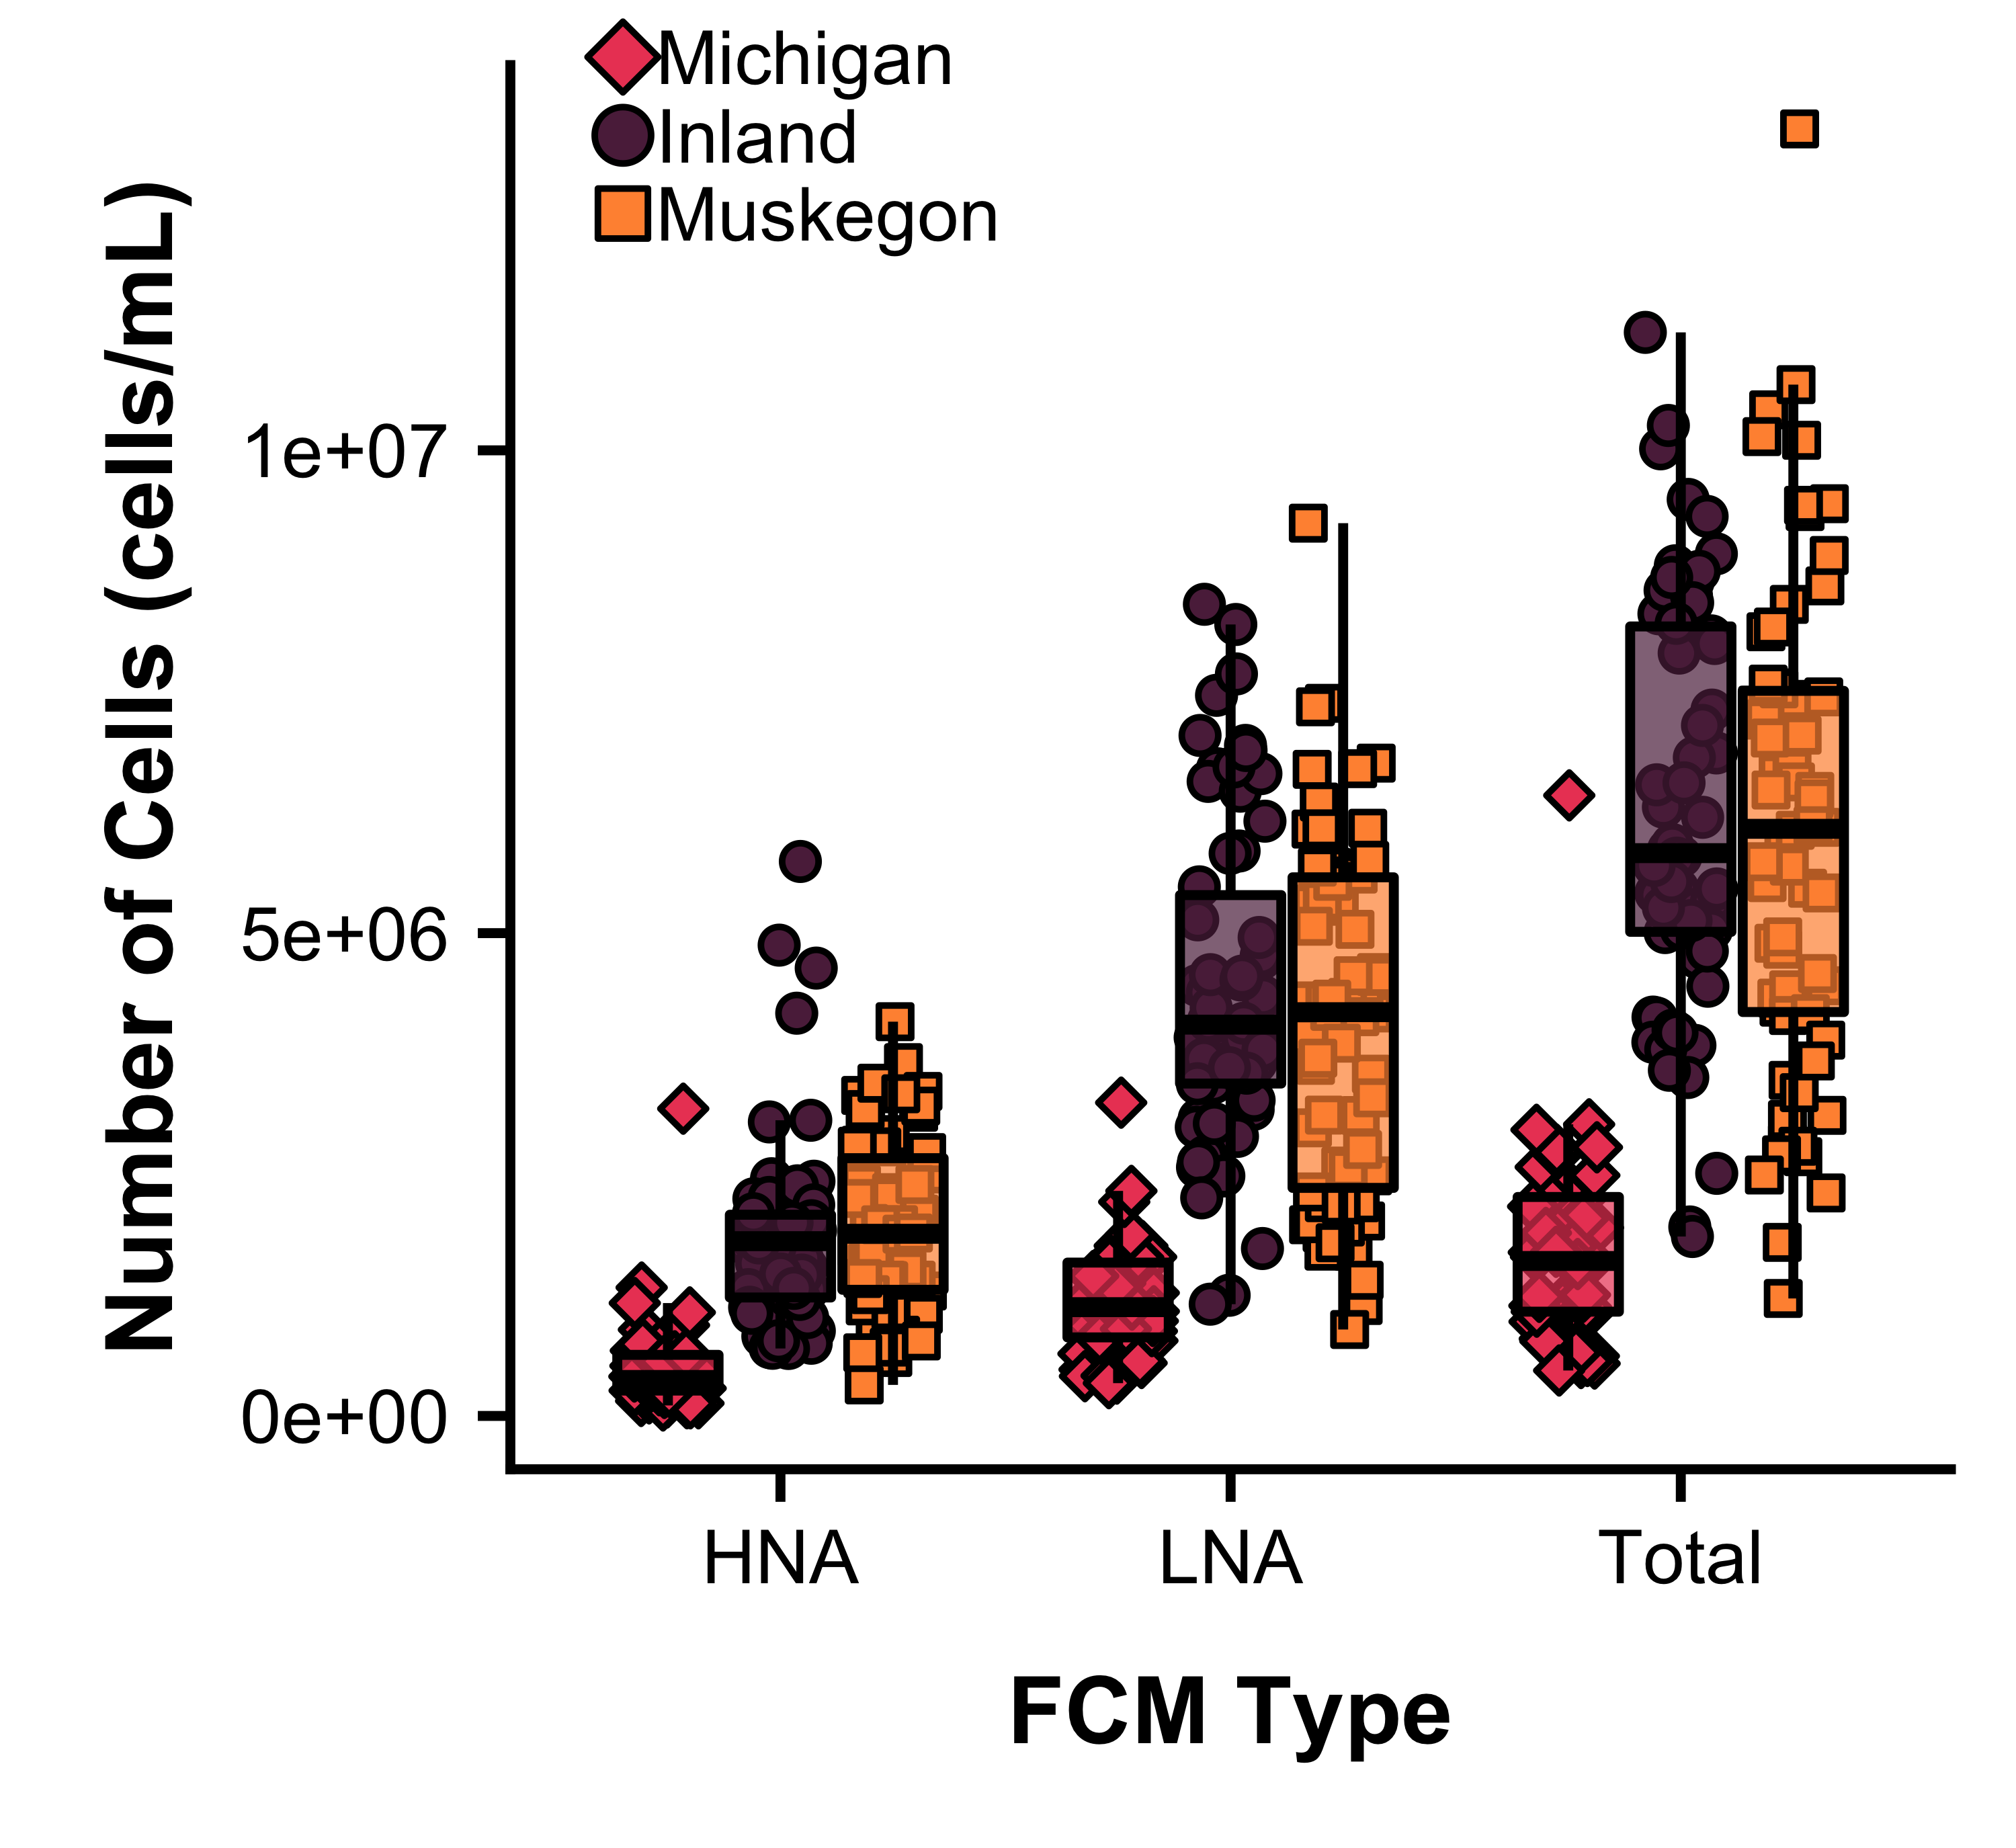 Michigan
Inland
Muskegon
Number of Cells (cells/mL)
1e+07
5e+06
0e+00
HNA
LNA
Total
FCM Type